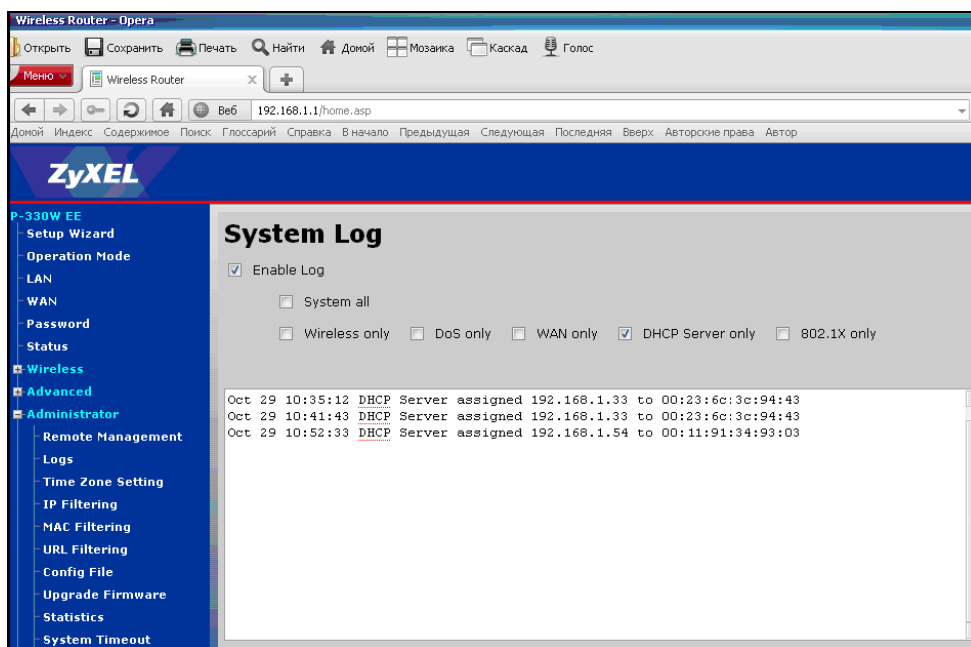 Wireless Router - Opera
Открыть Сохранить Печать Найти Домой Мозаика Каскад Голос
Меню Wireless Router
Веб 192.168.1.1/home.asp
Домой Индекс Содержимое Поиск Глоссарий Справка В начало Предыдущая Следующая Последняя Вверх Авторские права Автор
ZyXEL
P-330W EE
Setup Wizard
Operation Mode
LAN
WAN
Password
Status
Wireless
Advanced
Administrator
Remote Management
Logs
Time Zone Setting
IP Filtering
MAC Filtering
URL Filtering
Config File
Upgrade Firmware
Statistics
System Timeout
System Log
Enable Log
System all
Wireless only DoS only WAN only DHCP Server only 802.1X only
Oct 29 10:35:12 DHCP Server assigned 192.168.1.33 to 00:23:6c:3c:94:43
Oct 29 10:41:43 DHCP Server assigned 192.168.1.33 to 00:23:6c:3c:94:43
Oct 29 10:52:33 DHCP Server assigned 192.168.1.54 to 00:11:91:34:93:03